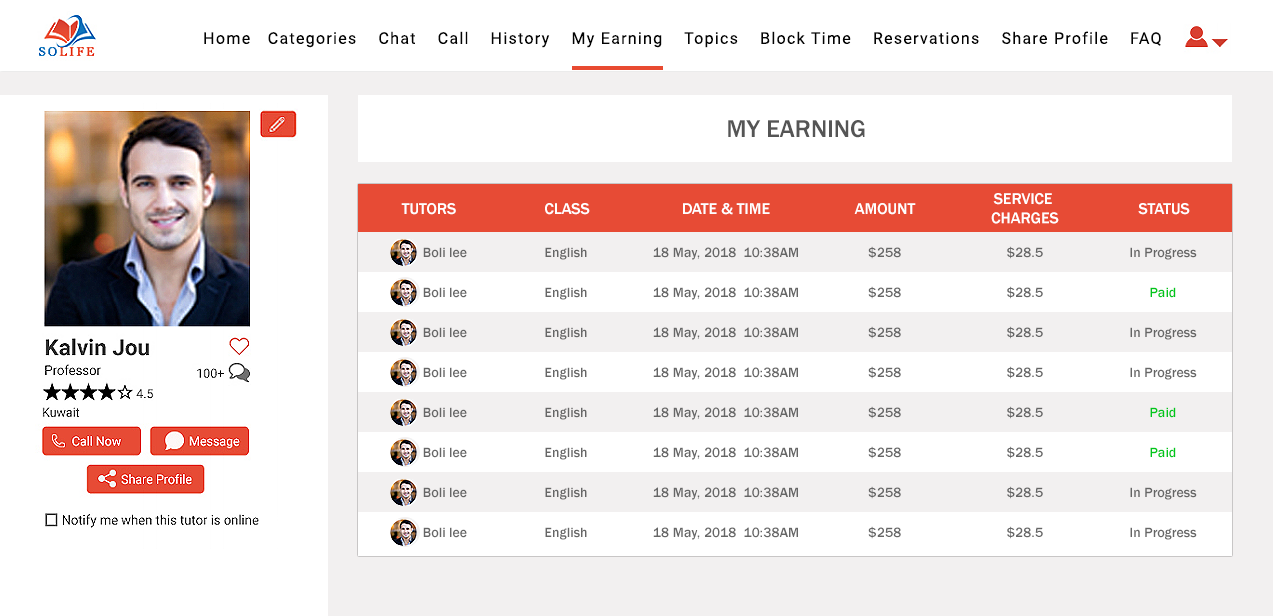 SOLIFE
Home Categories Chat Call History My Earning Topics Block Time Reservations Share Profile FAQ
MY EARNING
TUTORS CLASS DATE & TIME AMOUNT SERVICE CHARGES STATUS
Boli lee English 18 May, 2018 10:38AM $258 $28.5 In Progress
Boli lee English 18 May, 2018 10:38AM $258 $28.5 Paid
Boli lee English 18 May, 2018 10:38AM $258 $28.5 In Progress
Boli lee English 18 May, 2018 10:38AM $258 $28.5 In Progress
Boli lee English 18 May, 2018 10:38AM $258 $28.5 Paid
Boli lee English 18 May, 2018 10:38AM $258 $28.5 Paid
Boli lee English 18 May, 2018 10:38AM $258 $28.5 In Progress
Boli lee English 18 May, 2018 10:38AM $258 $28.5 In Progress
Kalvin Jou
Professor 100+
4.5
Kuwait
Call Now Message
Share Profile
Notify me when this tutor is online